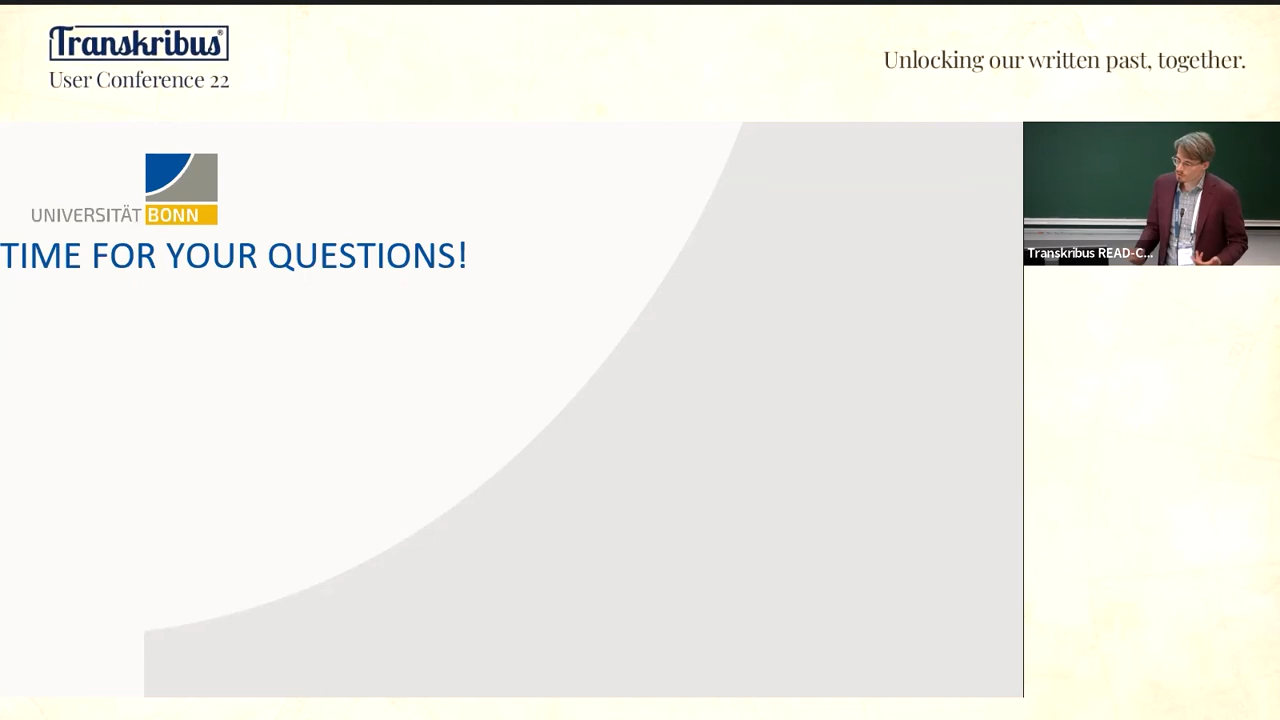 Transkribus®
User Conference 22
Unlocking our written past, together.
UNIVERSITÄT BONN
TIME FOR YOUR QUESTIONS!
Transkribus READ-C...